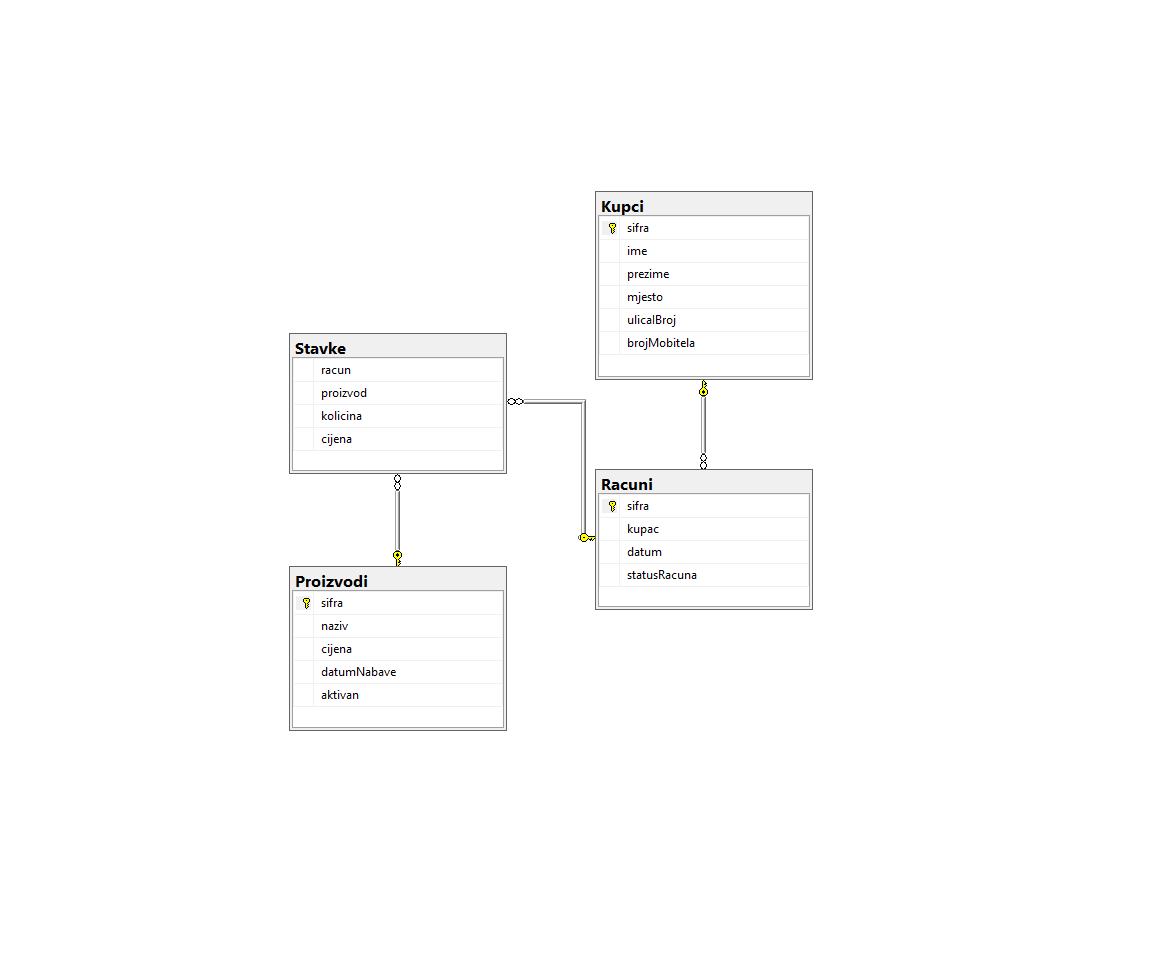 Kupci
sifra
ime
prezime
mjesto
ulicaIBroj
brojMobitela
Stavke
racun
proizvod
kolicina
cijena
Racuni
sifra
kupac
datum
statusRacuna
Proizvodi
sifra
naziv
cijena
datumNabave
aktivan